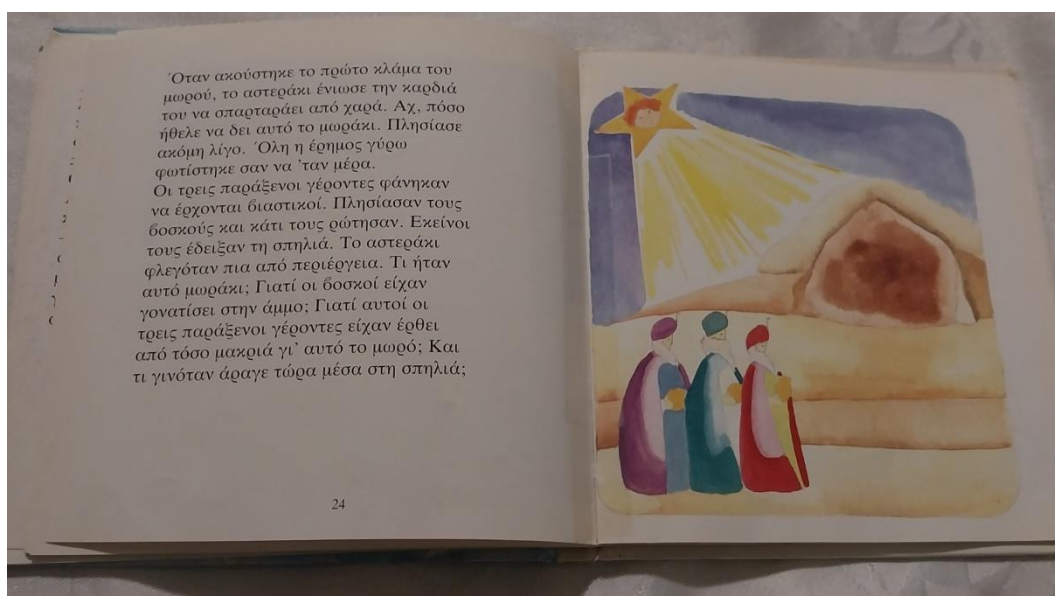 Όταν ακούστηκε το πρώτο κλάμα του
μωρού, το αστεράκι ένιωσε την καρδιά
του να σπαρταράει από χαρά. Αχ, πόσο
ήθελε να δει αυτό το μωράκι. Πλησίασε
ακόμη λίγο. Όλη η έρημος γύρω
φωτίστηκε σαν να 'ταν μέρα.
Οι τρεις παράξενοι γέροντες φάνηκαν
να έρχονται βιαστικοί. Πλησίασαν τους
βοσκούς και κάτι τους ρώτησαν. Εκείνοι
τους έδειξαν τη σπηλιά. Το αστεράκι
φλεγόταν πια από περιέργεια. Τι ήταν
αυτό μωράκι; Γιατί οι βοσκοί είχαν
γονατίσει στην άμμο; Γιατί αυτοί οι
τρεις παράξενοι γέροντες είχαν έρθει
από τόσο μακριά γι' αυτό το μωρό; Και
τι γινόταν άραγε τώρα μέσα στη σπηλιά;
24